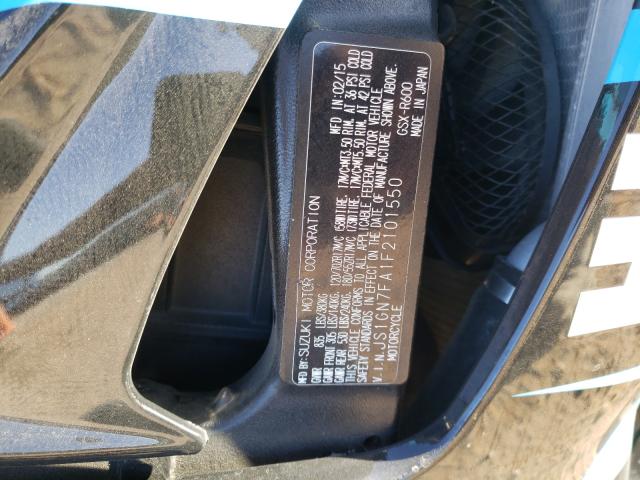 MFD BY:SUZUKI MOTOR CORPORATION MFD IN:02/15
GVWR 835 LBS(380KG)
GAWR FRONT 305 LBS(140KG) 120/70ZR17M/C 58W TIRE. 17M/C×MT3.50 RIM. AT 36 PSI COLD
GAWR REAR 530 LBS(240KG) 180/55ZR17M/C 73W TIRE. 17M/C×MT5.50 RIM. AT 42 PSI COLD
THIS VEHICLE CONFORMS TO ALL APPLICABLE FEDERAL MOTOR VEHICLE
SAFETY STANDARDS IN EFFECT ON THE DATE OF MANUFACTURE SHOWN ABOVE.
V.I.N.JS1GN7FA1F2101550 GSX-R600
MOTORCYCLE MADE IN JAPAN